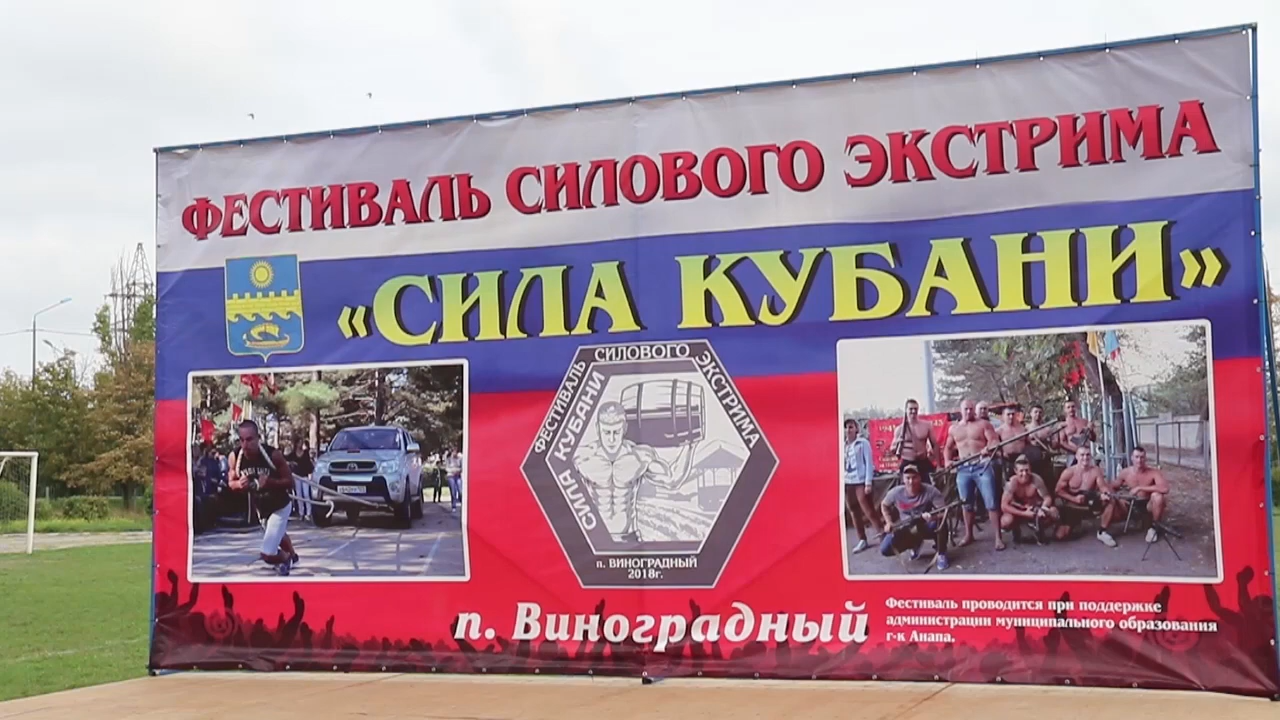 ФЕСТИВАЛЬ СИЛОВОГО ЭКСТРИМА
«СИЛА КУБАНИ»
ФЕСТИВАЛЬ СИЛОВОГО ЭКСТРИМА
СИЛА КУБАНИ
п. ВИНОГРАДНЫЙ
2018г.
п. Виноградный
Фестиваль проводится при поддержке
администрации муниципального образования
г-к Анапа.